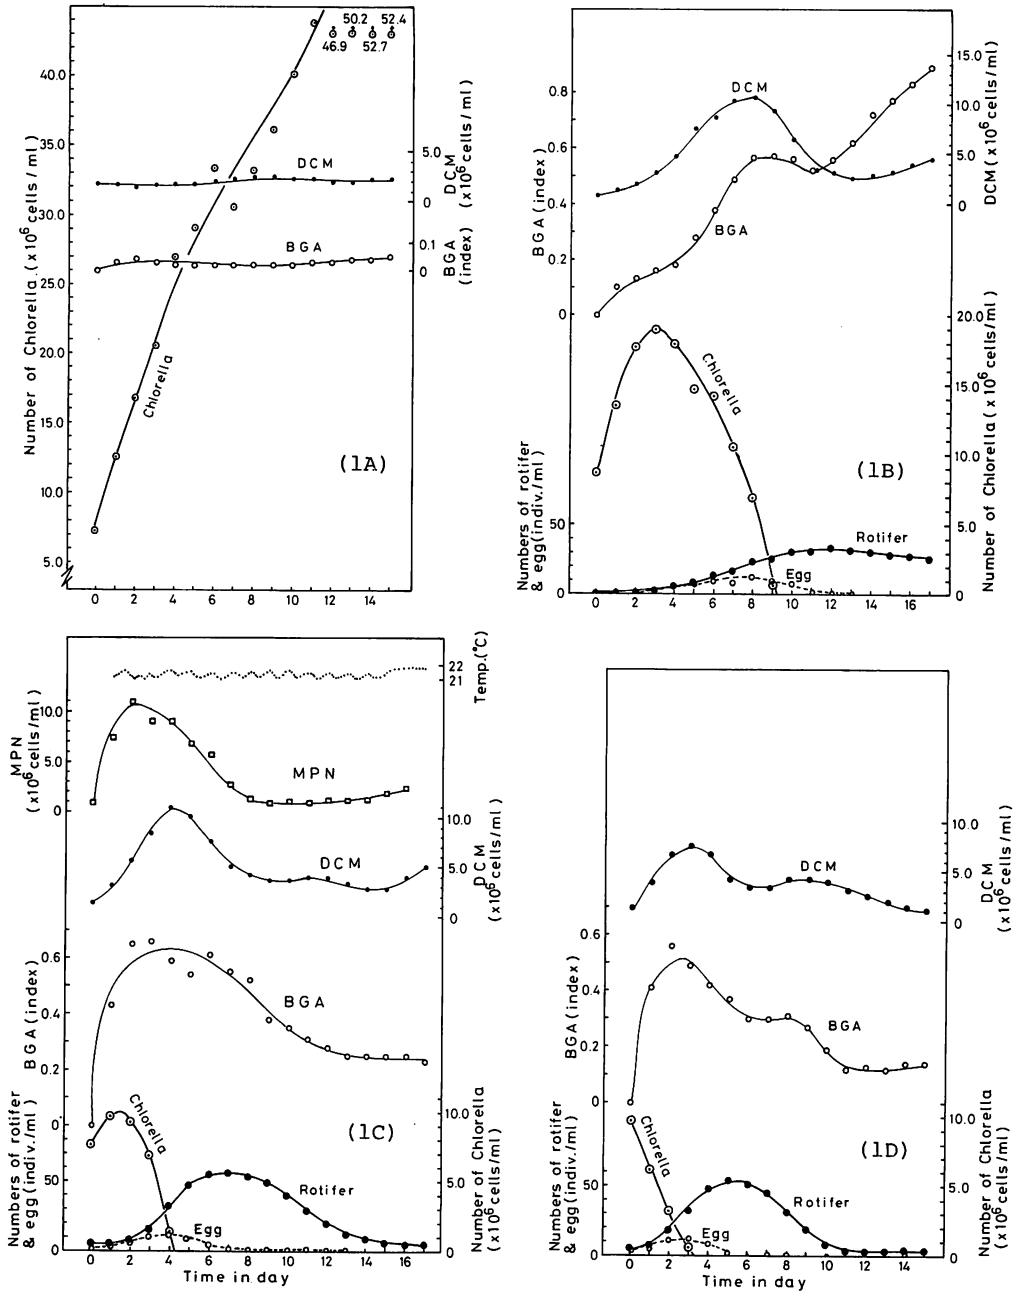 50.2 52.4
46.9 52.7
Number of Chlorella.(x10⁶ cells/ml)
40.0
35.0
30.0
25.0
20.0
15.0
10.0
5.0
DCM
BGA
Chlorella
(1A)
5.0
0
DCM
(x10⁶ cells/ml)
0.1
0
BGA
(index)
0 2 4 6 8 10 12 14
BGA(index)
0.8
0.6
0.4
0.2
0
DCM
BGA
15.0
10.0
5.0
0
DCM(x10⁶ cells/ml)
Chlorella
(1B)
20.0
15.0
10.0
5.0
0
Number of Chlorella(x10⁶ cells/ml)
Numbers of rotifer
& egg(indiv./ml)
50
0
Rotifer
Egg
0 2 4 6 8 10 12 14 16
22
21
Temp.(°C)
MPN
(x10⁶ cells/ml)
10.0
5.0
0
MPN
DCM
10.0
5.0
0
DCM
(x10⁶ cells/ml)
BGA(index)
0.6
0.4
0.2
0
BGA
Chlorella
(1C)
Numbers of rotifer
& egg (indiv./ml)
50
0
Rotifer
Egg
10.0
5.0
0
Number of Chlorella
(x10⁶ cells/ml)
0 2 4 6 8 10 12 14 16
Time in day
DCM
10.0
5.0
0
DCM
(x10⁶ cells/ml)
BGA(index)
0.6
0.4
0.2
0
BGA
Chlorella
(1D)
Numbers of rotifer
& egg(indiv./ml)
50
0
Rotifer
Egg
10.0
5.0
0
Number of Chlorella
(x10⁶ cells/ml)
0 2 4 6 8 10 12 14
Time in day